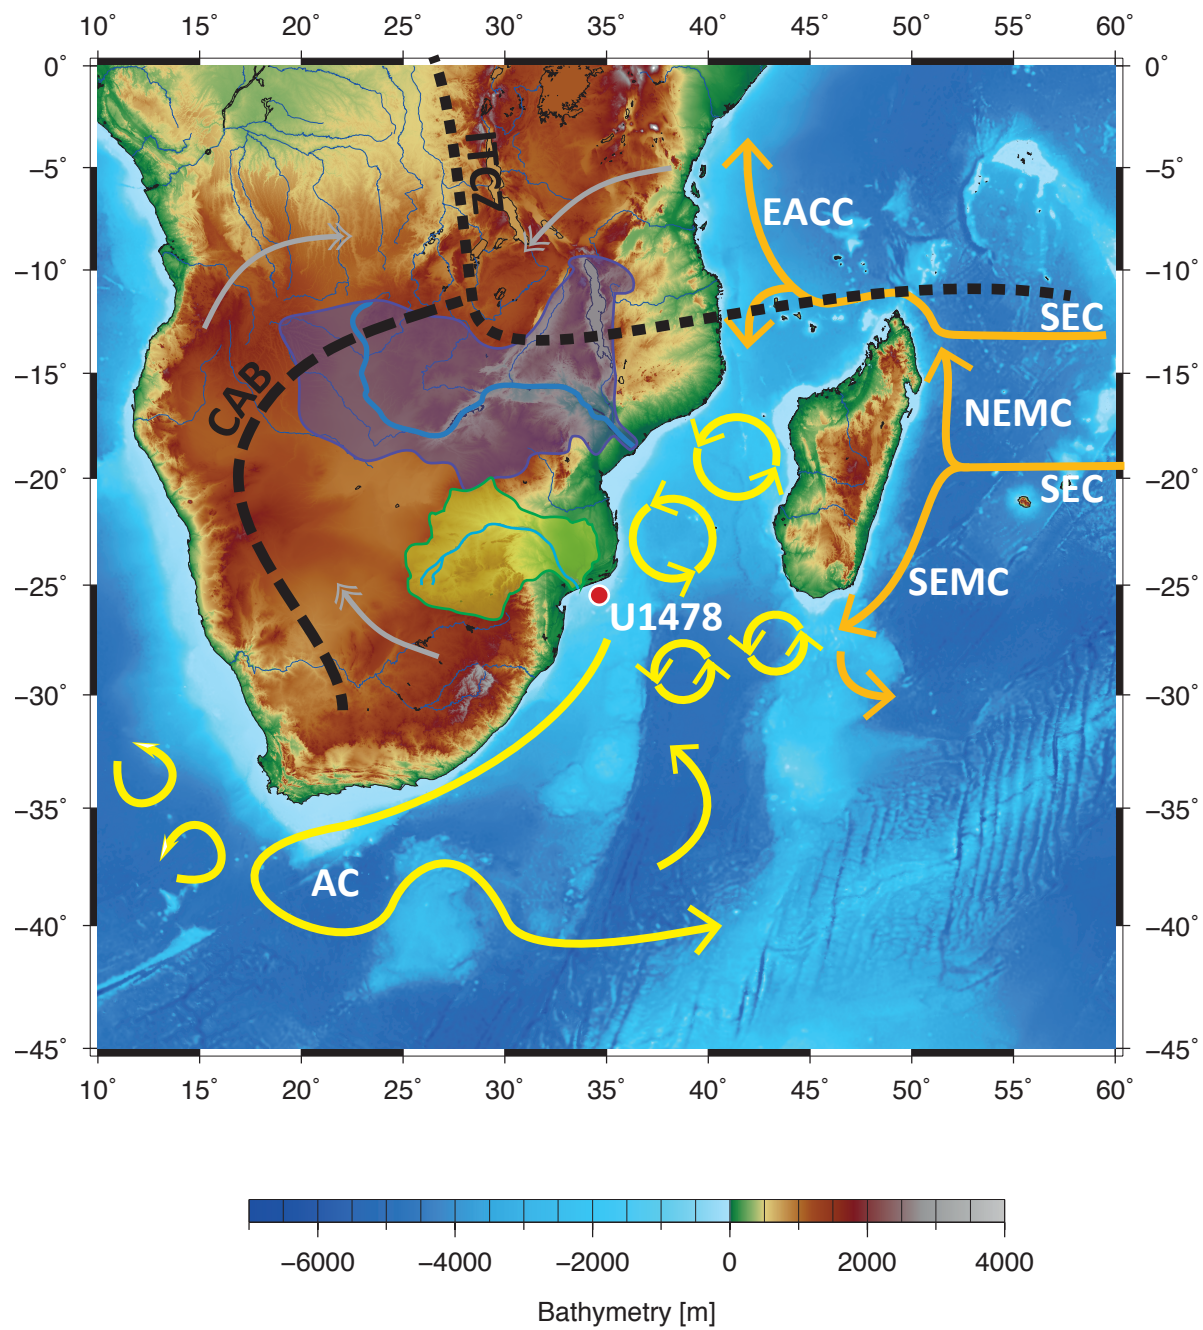 10° 15° 20° 25° 30° 35° 40° 45° 50° 55° 60°
0° 0°
ITCZ
−5° −5°
EACC
−10° −10°
SEC
−15° −15°
CAB
NEMC
−20° −20°
SEC
−25° −25°
SEMC
U1478
−30° −30°
−35° −35°
AC
−40° −40°
−45° −45°
10° 15° 20° 25° 30° 35° 40° 45° 50° 55° 60°
−6000 −4000 −2000 0 2000 4000
Bathymetry [m]